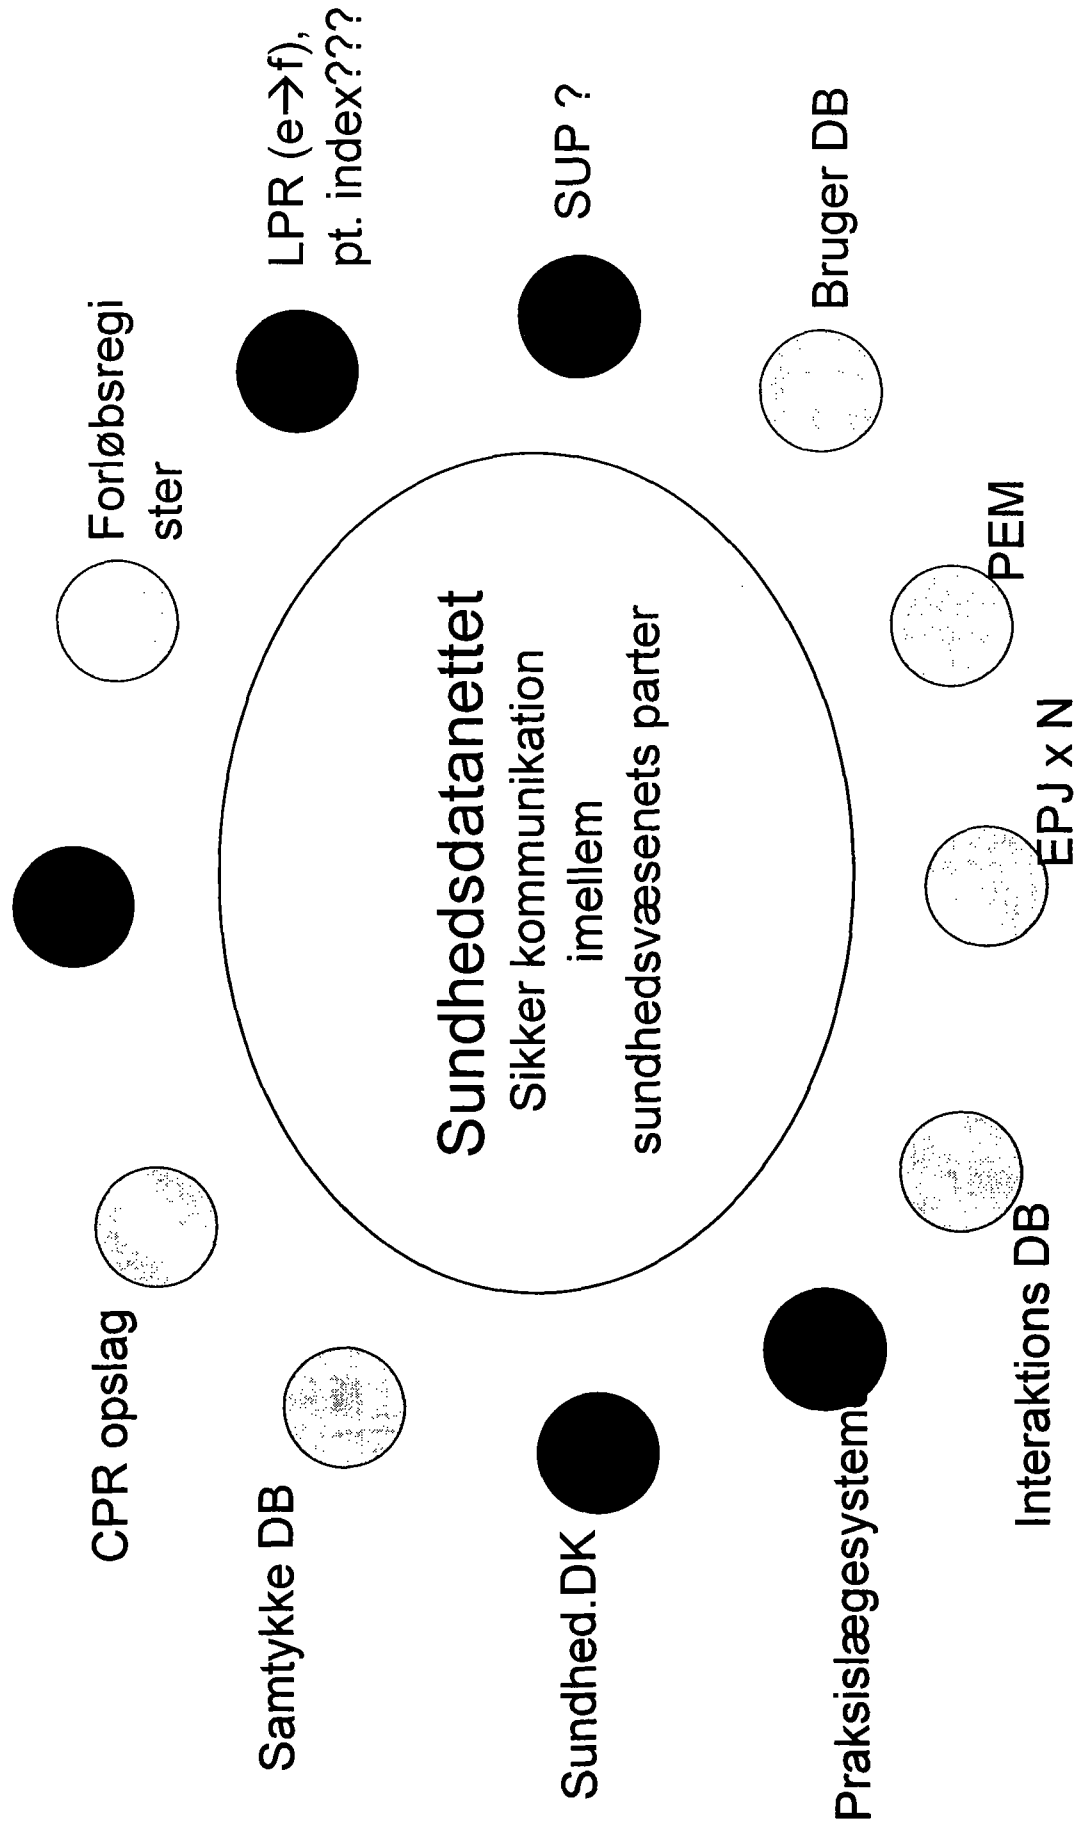 CPR opslag
Forløbsregi
ster
LPR (e→f),
pt. index???
Samtykke DB
SUP ?
Sundhedsdatanettet
Sikker kommunikation
imellem
sundhedsvæsenets parter
Sundhed.DK
Bruger DB
Praksislægesystem
PEM
Interaktions DB
EPJ x N